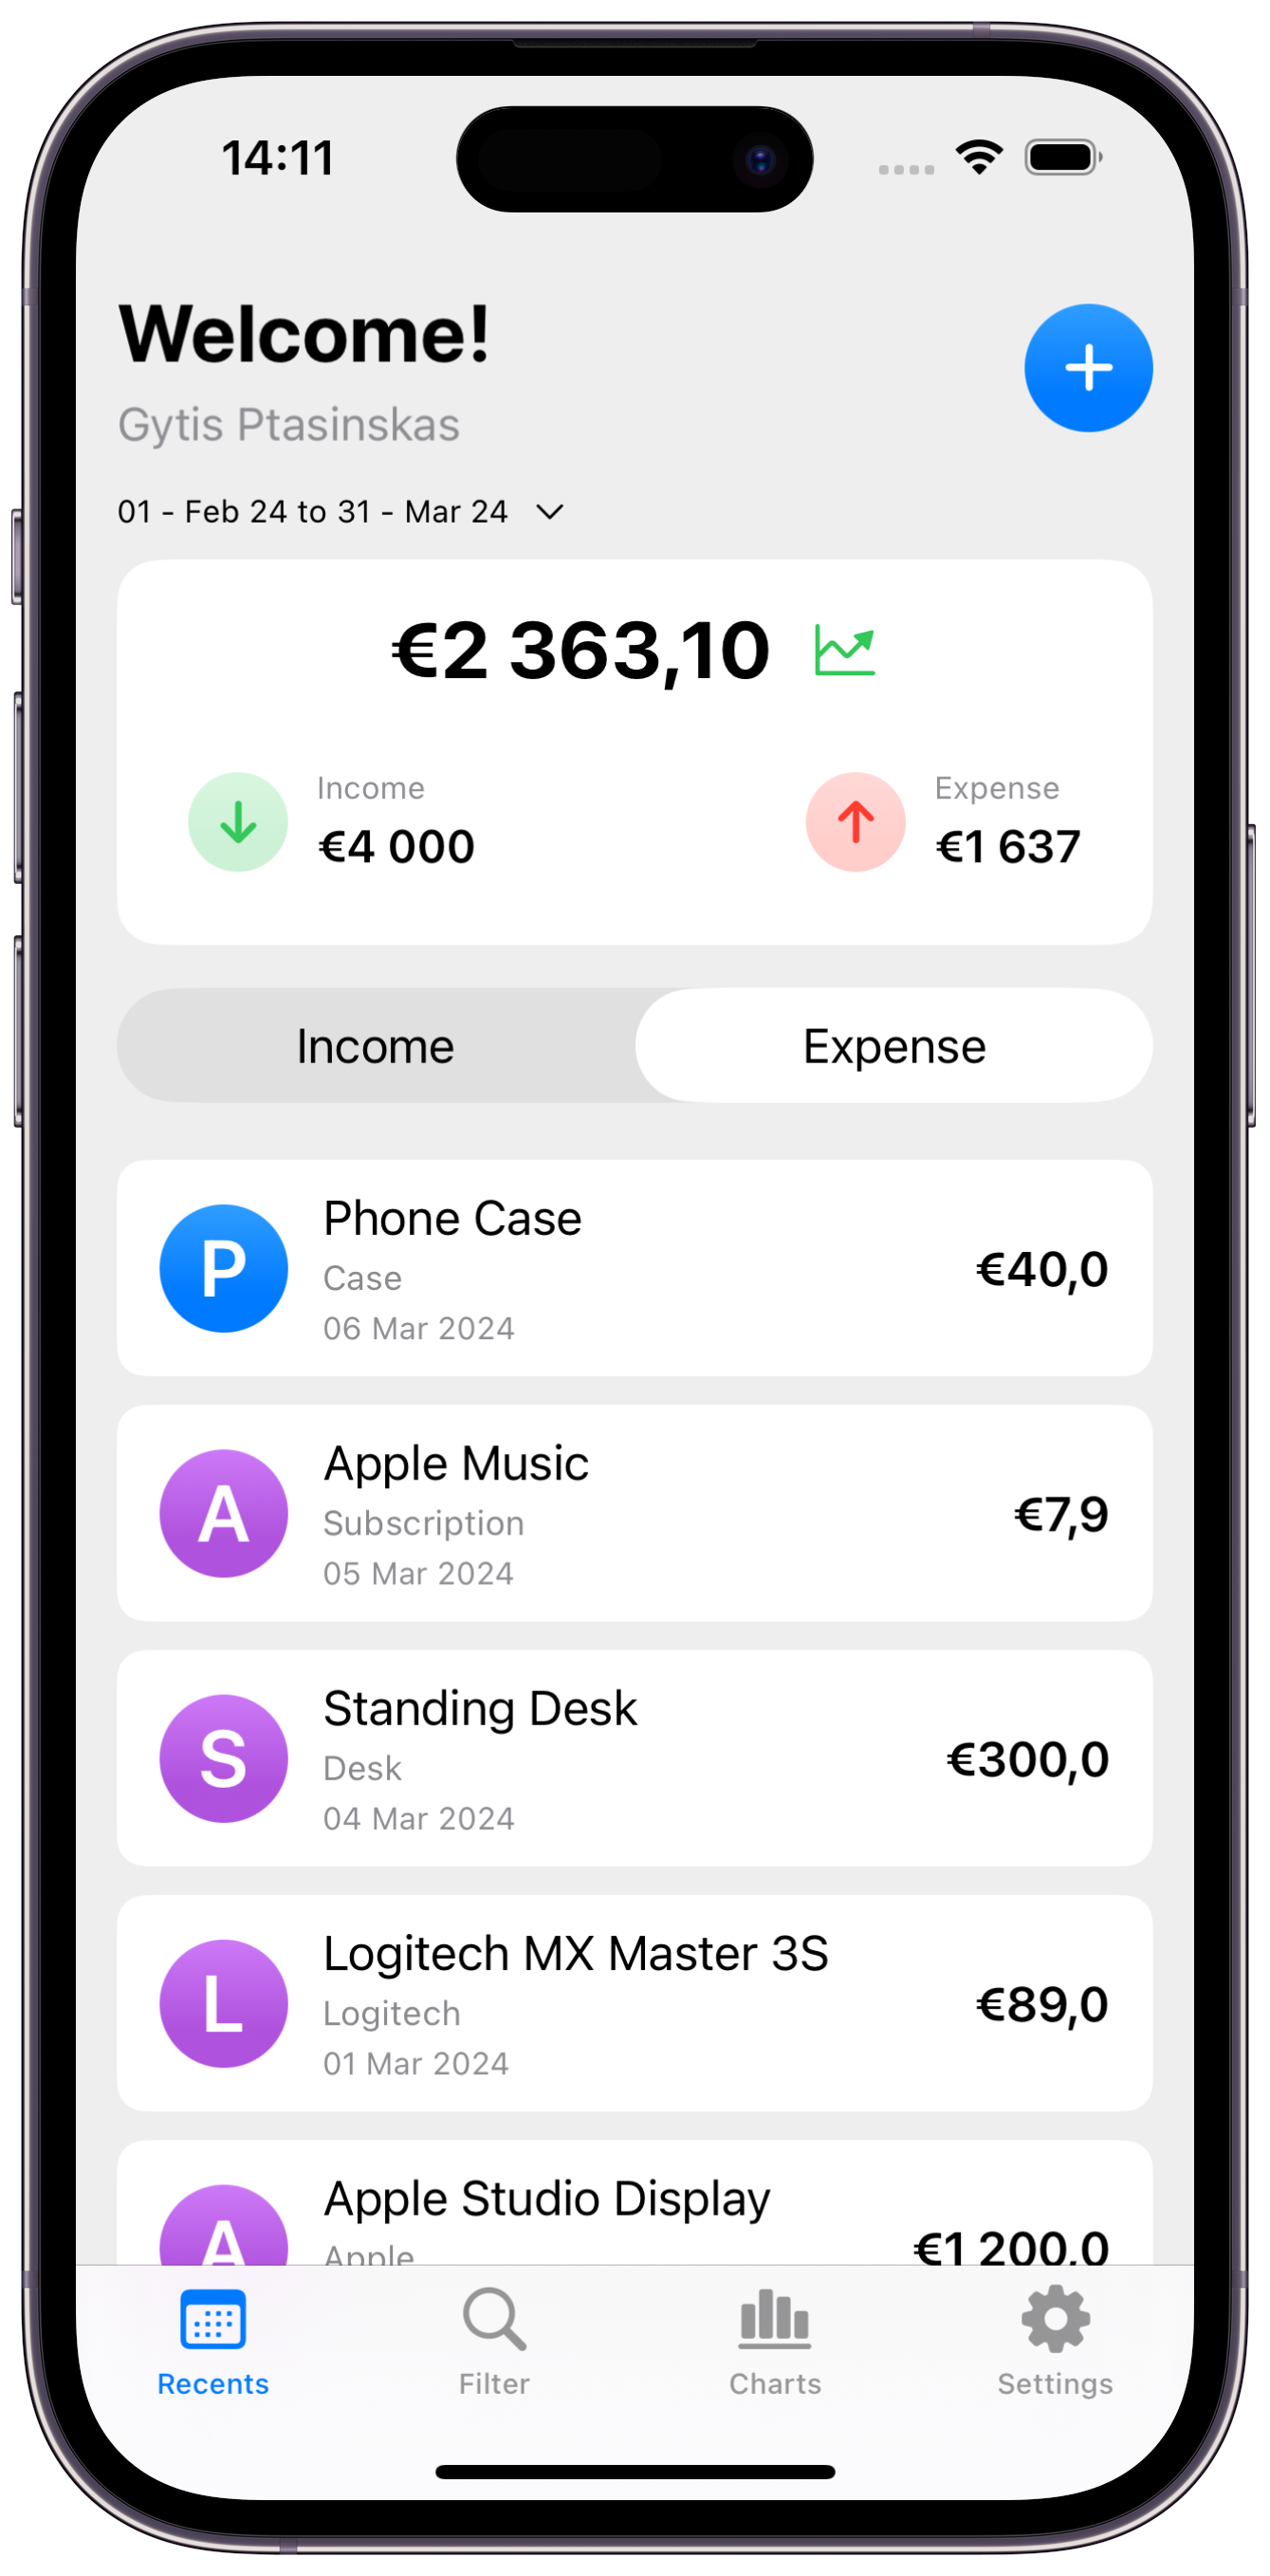 14:11
Welcome!
Gytis Ptasinskas
01 - Feb 24 to 31 - Mar 24
€2 363,10
Income
€4 000
Expense
€1 637
Income
Expense
P
Phone Case
Case
06 Mar 2024
€40,0
A
Apple Music
Subscription
05 Mar 2024
€7,9
S
Standing Desk
Desk
04 Mar 2024
€300,0
L
Logitech MX Master 3S
Logitech
01 Mar 2024
€89,0
A
Apple Studio Display
Apple
€1 200,0
Recents
Filter
Charts
Settings